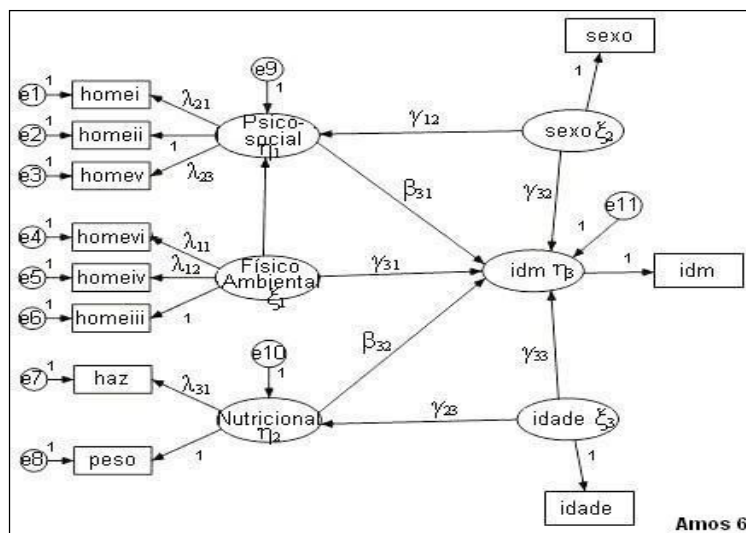 sexo
1
e9
1
e1
1
homei
λ21
e2
1
homeii
1
Psico-
social
η1
γ12
sexo ξ2
e3
1
homev
λ23
γ32
β31
e11
1
e4
1
homevi
λ11
e5
1
homeiv
λ12
Físico
Ambiental
ξ1
γ31
idm η3
1
idm
e6
1
homeiii
1
β32
e10
1
γ33
e7
1
haz
λ31
Nutricional
η2
γ23
idade ξ3
e8
1
peso
1
1
idade
Amos 6